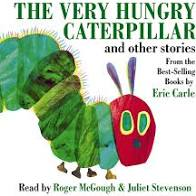 THE VERY HUNGRY
CATERPILLAR
and other stories
From the
Best-Selling
Books by
Eric Carle
Read by Roger McGough & Juliet Stevenson